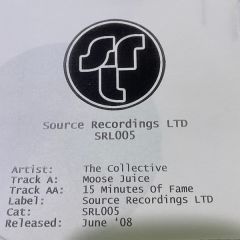 Source Recordings LTD
SRL005
Artist: The Collective
Track A: Moose Juice
Track AA: 15 Minutes Of Fame
Label: Source Recordings LTD
Cat: SRL005
Released: June '08